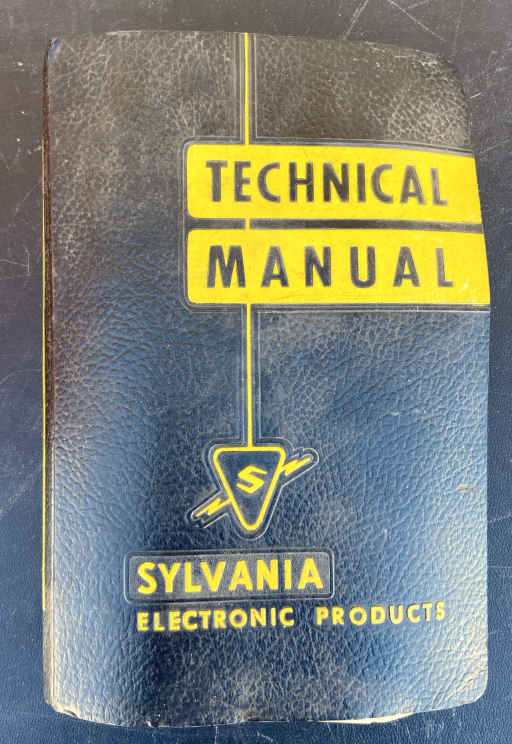 TECHNICAL
MANUAL
S
SYLVANIA
ELECTRONIC PRODUCTS